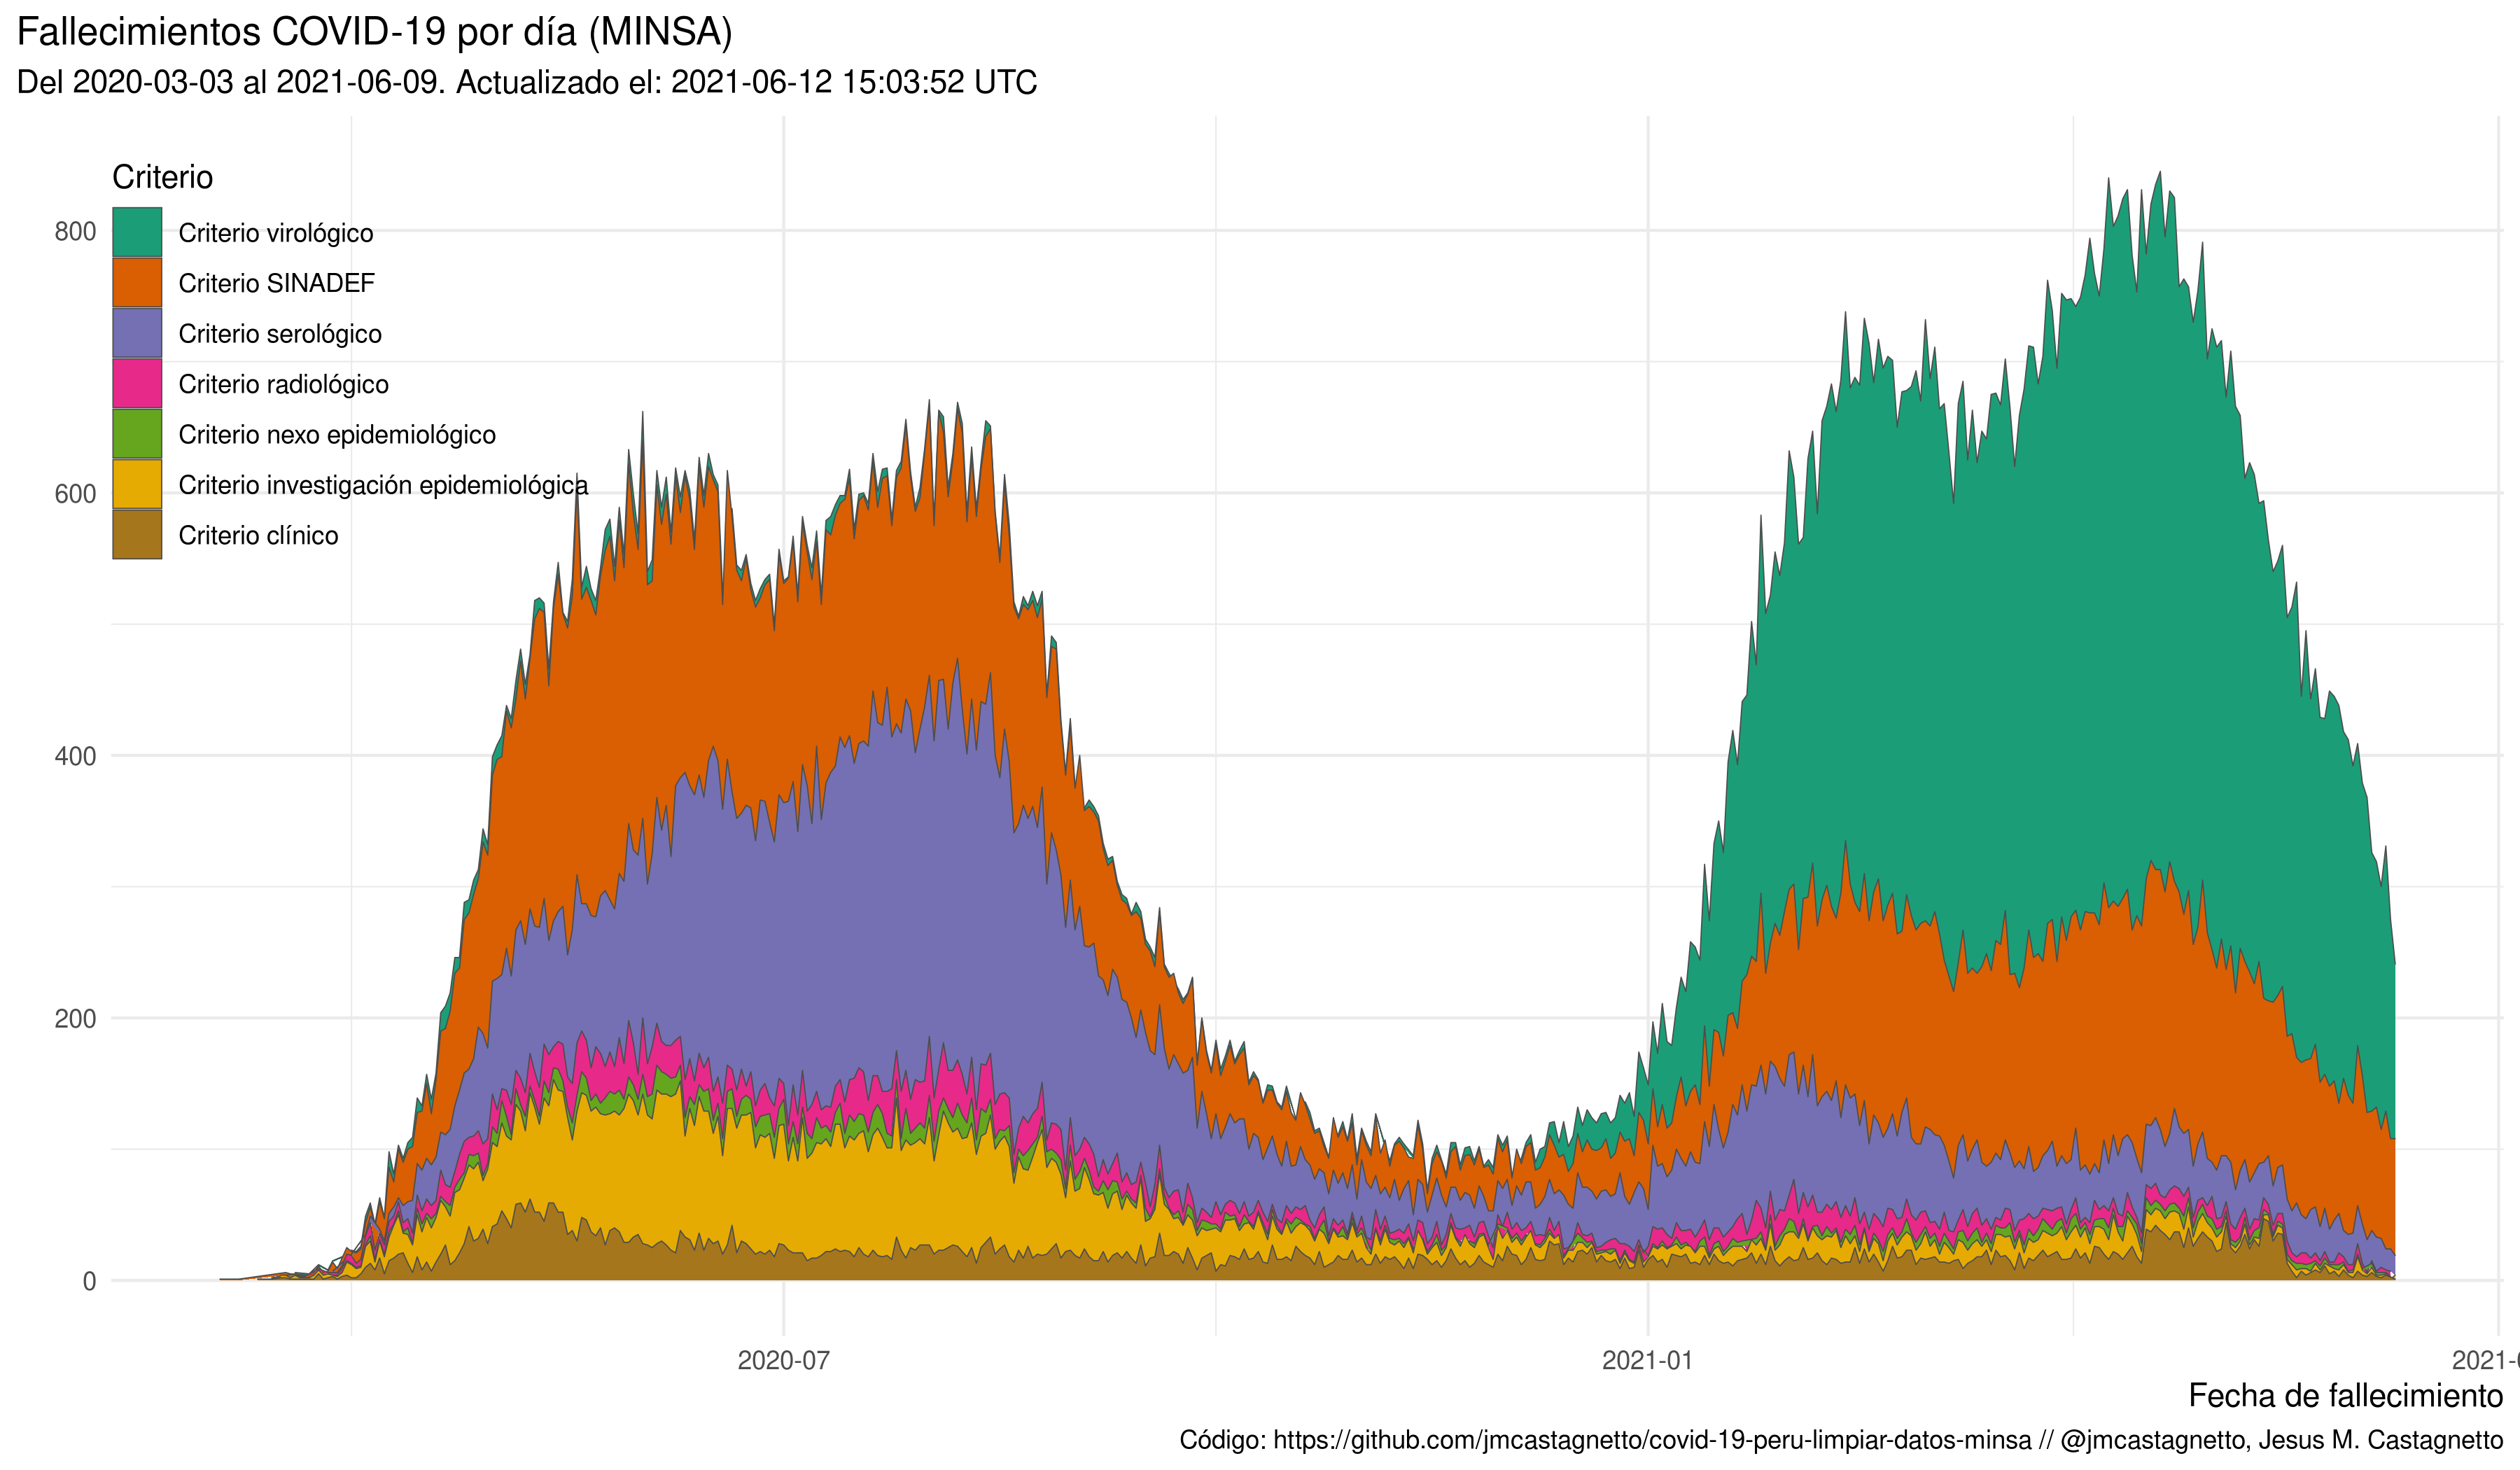 Fallecimientos COVID-19 por día (MINSA)
Del 2020-03-03 al 2021-06-09. Actualizado el: 2021-06-12 15:03:52 UTC
Criterio
Criterio virológico
Criterio SINADEF
Criterio serológico
Criterio radiológico
Criterio nexo epidemiológico
Criterio investigación epidemiológica
Criterio clínico
800
600
400
200
0
2020-07
2021-01
Fecha de fallecimiento
Código: https://github.com/jmcastagnetto/covid-19-peru-limpiar-datos-minsa // @jmcastagnetto, Jesus M. Castagnetto